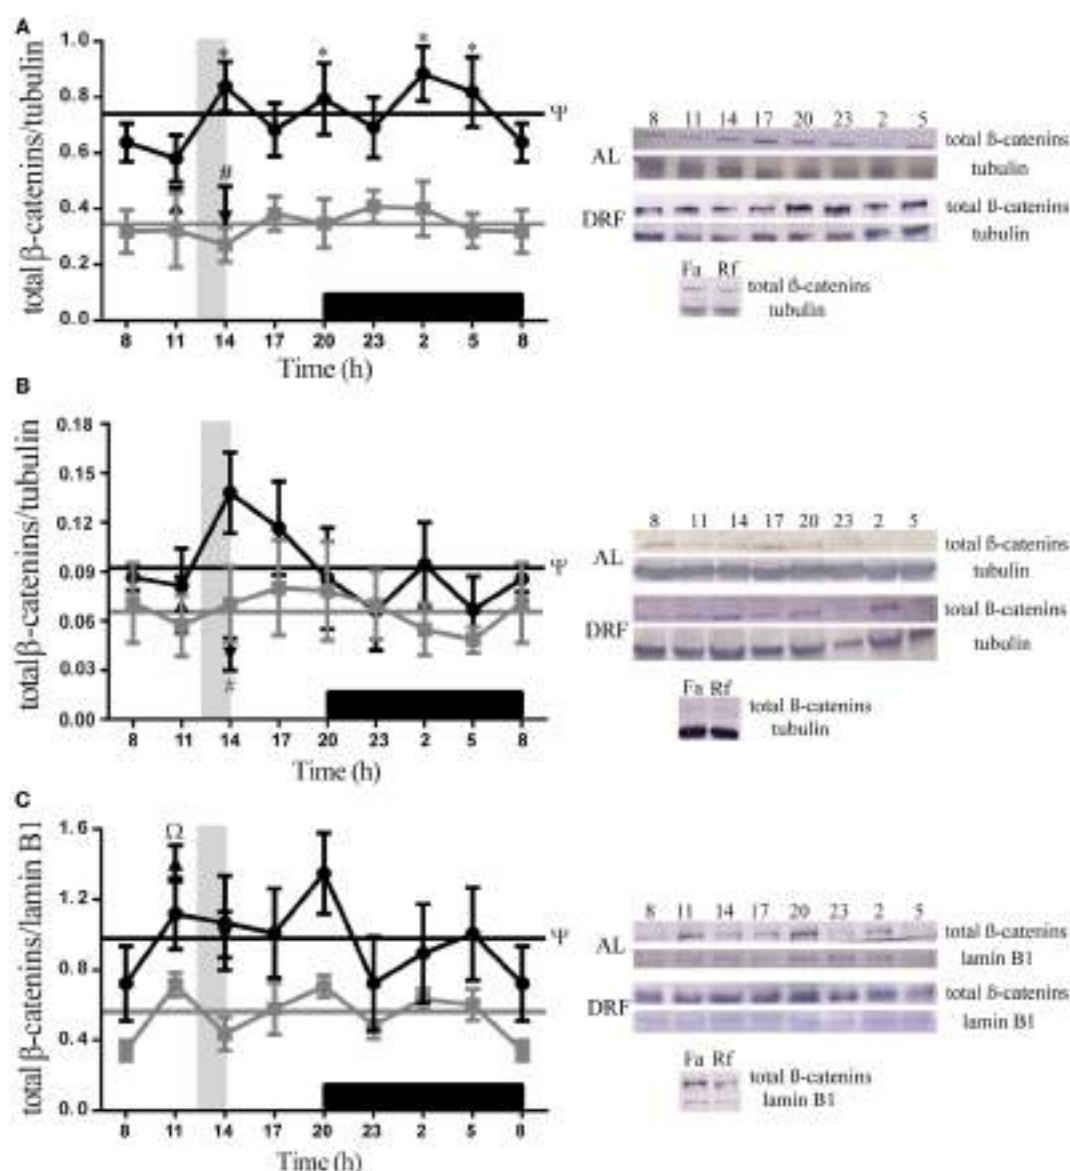 A
total β-catenins/tubulin
1.0
0.8
0.6
0.4
0.2
0.0
* * * *
#
Ψ
8 11 14 17 20 23 2 5 8
Time (h)
8 11 14 17 20 23 2 5
AL
total ß-catenins
tubulin
DRF
total ß-catenins
tubulin
Fa Rf
total ß-catenins
tubulin
B
total β-catenins/tubulin
0.18
0.15
0.12
0.09
0.06
0.03
0.00
Ψ
#
8 11 14 17 20 23 2 5 8
Time (h)
8 11 14 17 20 23 2 5
AL
total ß-catenins
tubulin
DRF
total ß-catenins
tubulin
Fa Rf
total ß-catenins
tubulin
C
total β-catenins/lamin B1
1.6
1.2
0.8
0.4
0.0
Ω
Ψ
8 11 14 17 20 23 2 5 8
Time (h)
8 11 14 17 20 23 2 5
AL
total ß-catenins
lamin B1
DRF
total ß-catenins
lamin B1
Fa Rf
total ß-catenins
lamin B1